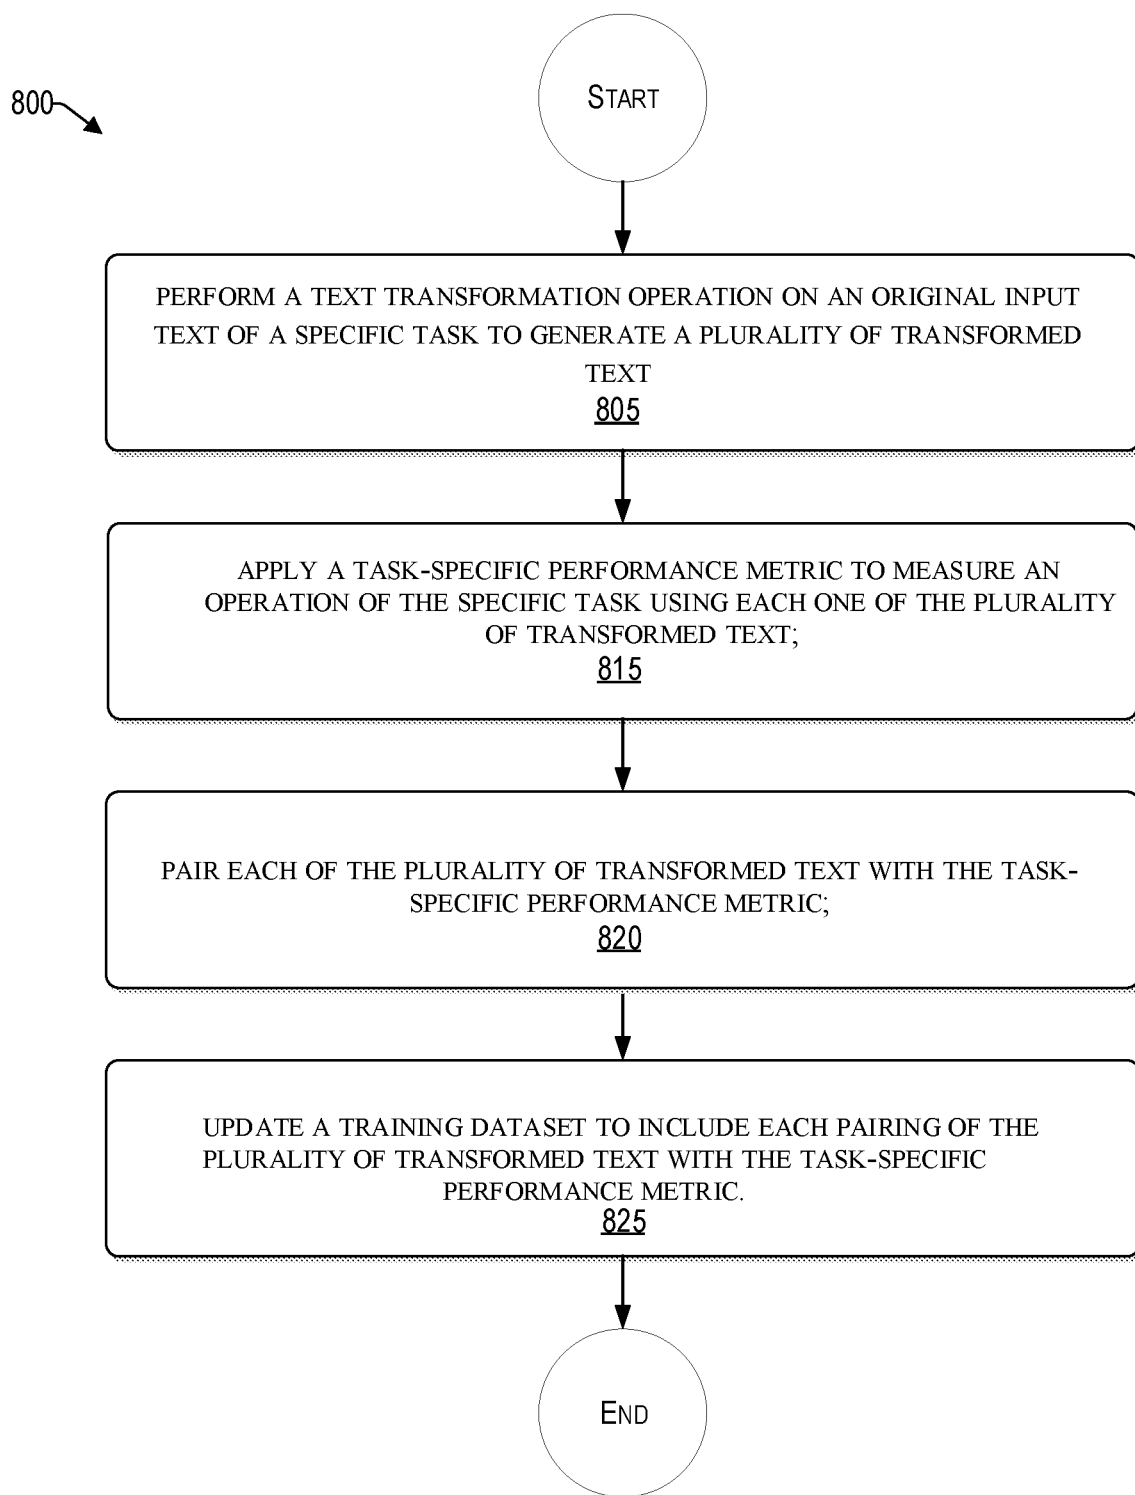 START
800
PERFORM A TEXT TRANSFORMATION OPERATION ON AN ORIGINAL INPUT
TEXT OF A SPECIFIC TASK TO GENERATE A PLURALITY OF TRANSFORMED
TEXT
805
APPLY A TASK-SPECIFIC PERFORMANCE METRIC TO MEASURE AN
OPERATION OF THE SPECIFIC TASK USING EACH ONE OF THE PLURALITY
OF TRANSFORMED TEXT;
815
PAIR EACH OF THE PLURALITY OF TRANSFORMED TEXT WITH THE TASK-
SPECIFIC PERFORMANCE METRIC;
820
UPDATE A TRAINING DATASET TO INCLUDE EACH PAIRING OF THE
PLURALITY OF TRANSFORMED TEXT WITH THE TASK-SPECIFIC
PERFORMANCE METRIC.
825
END